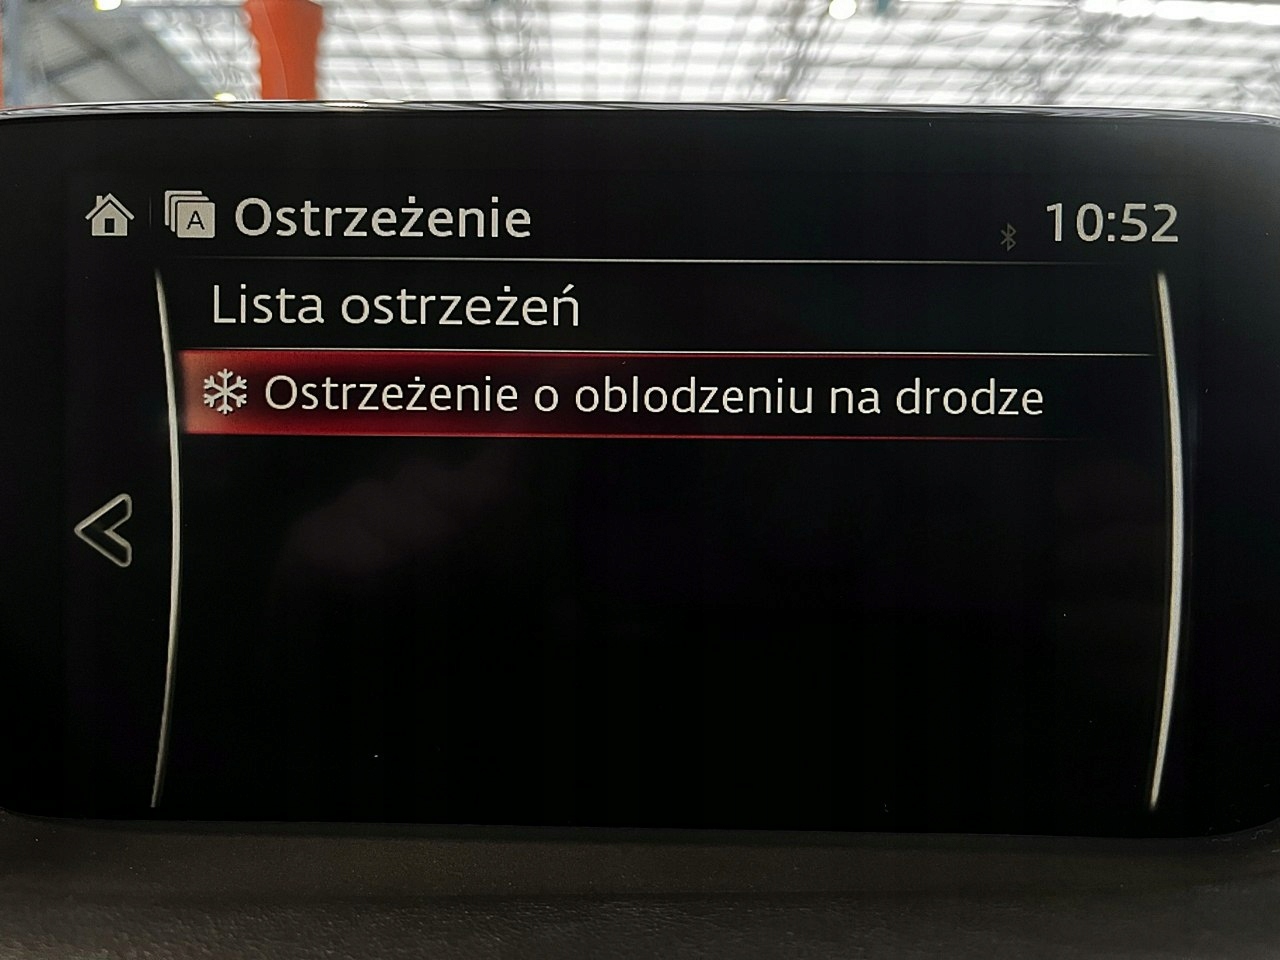 A Ostrzeżenie 10:52
Lista ostrzeżeń
Ostrzeżenie o oblodzeniu na drodze